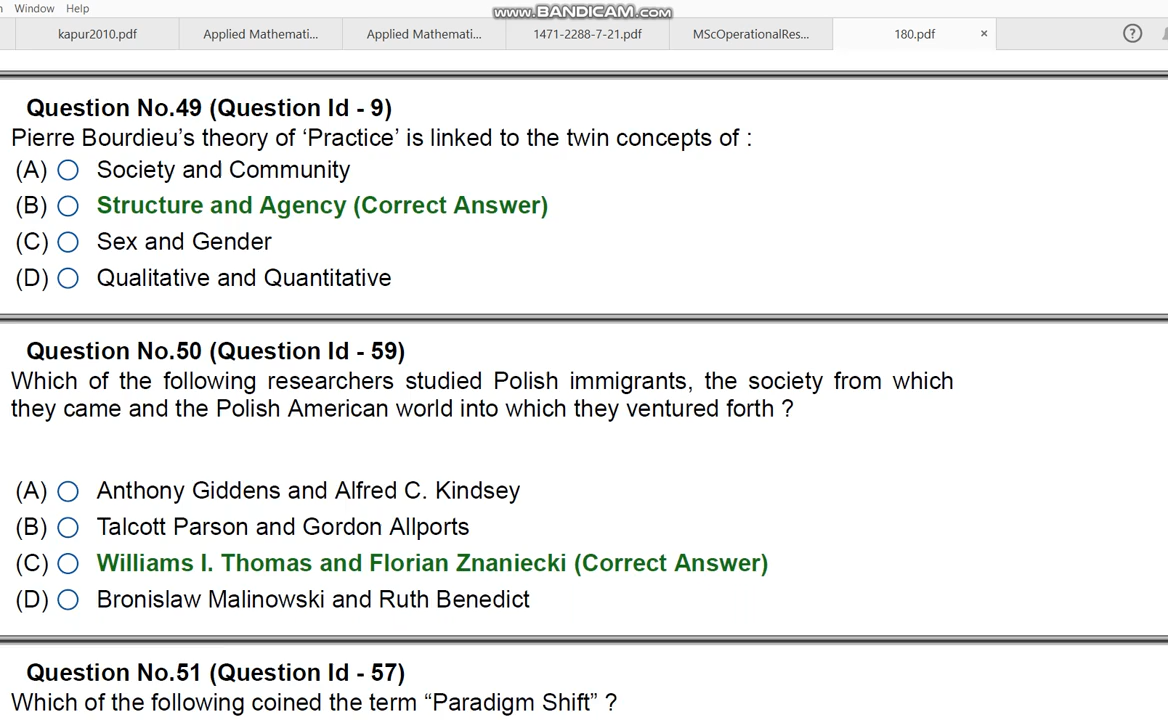 Window Help
www.BANDICAM.com
kapur2010.pdf Applied Mathemati... Applied Mathemati... 1471-2288-7-21.pdf MScOperationalRes... 180.pdf × ?
Question No.49 (Question Id - 9)
Pierre Bourdieu’s theory of ‘Practice’ is linked to the twin concepts of :
(A) Society and Community
(B) Structure and Agency (Correct Answer)
(C) Sex and Gender
(D) Qualitative and Quantitative
Question No.50 (Question Id - 59)
Which of the following researchers studied Polish immigrants, the society from which
they came and the Polish American world into which they ventured forth ?
(A) Anthony Giddens and Alfred C. Kindsey
(B) Talcott Parson and Gordon Allports
(C) Williams I. Thomas and Florian Znaniecki (Correct Answer)
(D) Bronislaw Malinowski and Ruth Benedict
Question No.51 (Question Id - 57)
Which of the following coined the term “Paradigm Shift” ?